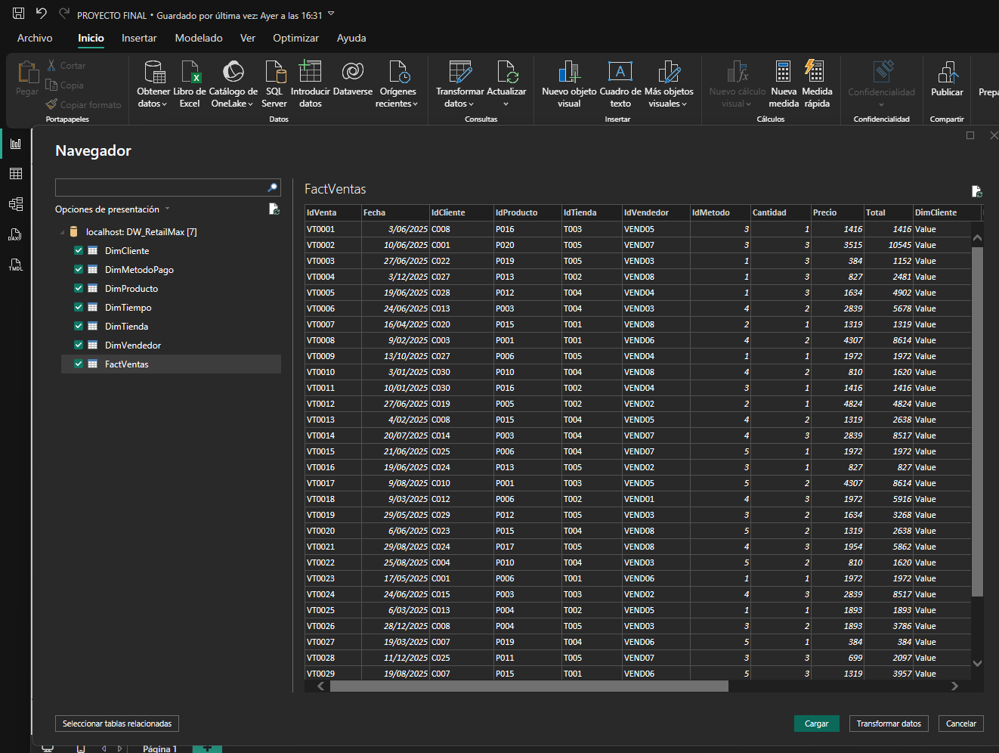 PROYECTO FINAL • Guardado por última vez: Ayer a las 16:31
Archivo Inicio Insertar Modelado Ver Optimizar Ayuda
Pegar
Cortar
Copia
Copiar formato
Portapapeles
Obtener datos
Libro de Excel
Catálogo de OneLake
SQL Server
Introducir datos
Dataverse
Orígenes recientes
Datos
Transformar datos
Actualizar
Consultas
Nuevo objeto visual
Cuadro de texto
Más objetos visuales
Insertar
Nuevo cálculo visual
Nueva medida
Medida rápida
Cálculos
Confidencialidad
Confidencialidad
Publicar
Compartir
Prepa
DAX
TMDL
Navegador
Opciones de presentación
localhost: DW_RetailMax [7]
DimCliente
DimMetodoPago
DimProducto
DimTiempo
DimTienda
DimVendedor
FactVentas
FactVentas
IdVenta Fecha IdCliente IdProducto IdTienda IdVendedor IdMetodo Cantidad Precio Total DimCliente
VT0001 3/06/2025 C008 P016 T003 VEND05 3 1 1416 1416 Value
VT0002 10/06/2025 C001 P020 T005 VEND07 3 3 3515 10545 Value
VT0003 27/06/2025 C022 P019 T005 VEND03 1 3 384 1152 Value
VT0004 3/12/2025 C027 P013 T002 VEND08 1 3 827 2481 Value
VT0005 19/06/2025 C028 P012 T004 VEND04 1 3 1634 4902 Value
VT0006 24/06/2025 C013 P003 T004 VEND03 4 2 2839 5678 Value
VT0007 16/04/2025 C020 P015 T001 VEND08 2 1 1319 1319 Value
VT0008 9/02/2025 C003 P001 T001 VEND06 4 2 4307 8614 Value
VT0009 13/10/2025 C027 P006 T005 VEND04 1 1 1972 1972 Value
VT0010 3/01/2025 C030 P010 T004 VEND08 4 2 810 1620 Value
VT0011 10/01/2025 C030 P016 T002 VEND04 3 1 1416 1416 Value
VT0012 27/06/2025 C019 P005 T002 VEND02 2 1 4824 4824 Value
VT0013 4/02/2025 C008 P015 T004 VEND05 4 2 1319 2638 Value
VT0014 20/07/2025 C014 P003 T004 VEND07 4 3 2839 8517 Value
VT0015 21/06/2025 C025 P006 T004 VEND07 5 1 1972 1972 Value
VT0016 19/06/2025 C024 P013 T005 VEND02 3 1 827 827 Value
VT0017 9/08/2025 C010 P001 T003 VEND05 5 2 4307 8614 Value
VT0018 9/03/2025 C012 P006 T002 VEND01 4 3 1972 5916 Value
VT0019 29/05/2025 C029 P012 T005 VEND03 3 2 1634 3268 Value
VT0020 6/06/2025 C023 P015 T004 VEND08 5 2 1319 2638 Value
VT0021 29/08/2025 C024 P017 T005 VEND08 4 3 1954 5862 Value
VT0022 25/08/2025 C004 P010 T004 VEND03 5 2 810 1620 Value
VT0023 17/05/2025 C001 P006 T001 VEND06 1 1 1972 1972 Value
VT0024 24/06/2025 C015 P003 T003 VEND02 4 3 2839 8517 Value
VT0025 6/03/2025 C013 P004 T002 VEND05 1 1 1893 1893 Value
VT0026 28/12/2025 C008 P004 T005 VEND03 3 2 1893 3786 Value
VT0027 19/03/2025 C007 P019 T004 VEND06 5 1 384 384 Value
VT0028 11/12/2025 C025 P011 T005 VEND07 3 3 699 2097 Value
VT0029 19/08/2025 C007 P015 T001 VEND06 5 3 1319 3957 Value
Seleccionar tablas relacionadas
Cargar
Transformar datos
Cancelar
Página 1